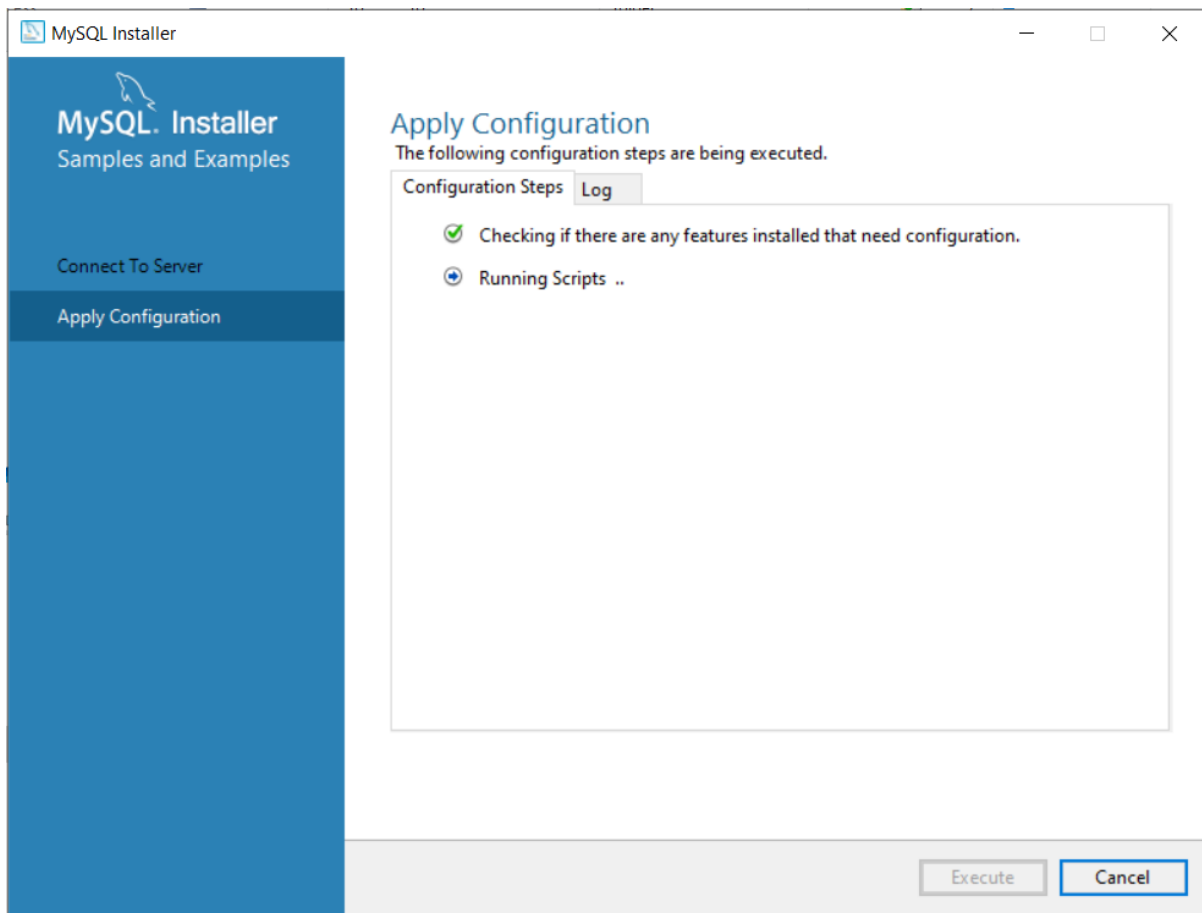 MySQL Installer
MySQL. Installer
Samples and Examples
Connect To Server
Apply Configuration
Apply Configuration
The following configuration steps are being executed.
Configuration Steps
Log
Checking if there are any features installed that need configuration.
Running Scripts ..
Execute
Cancel